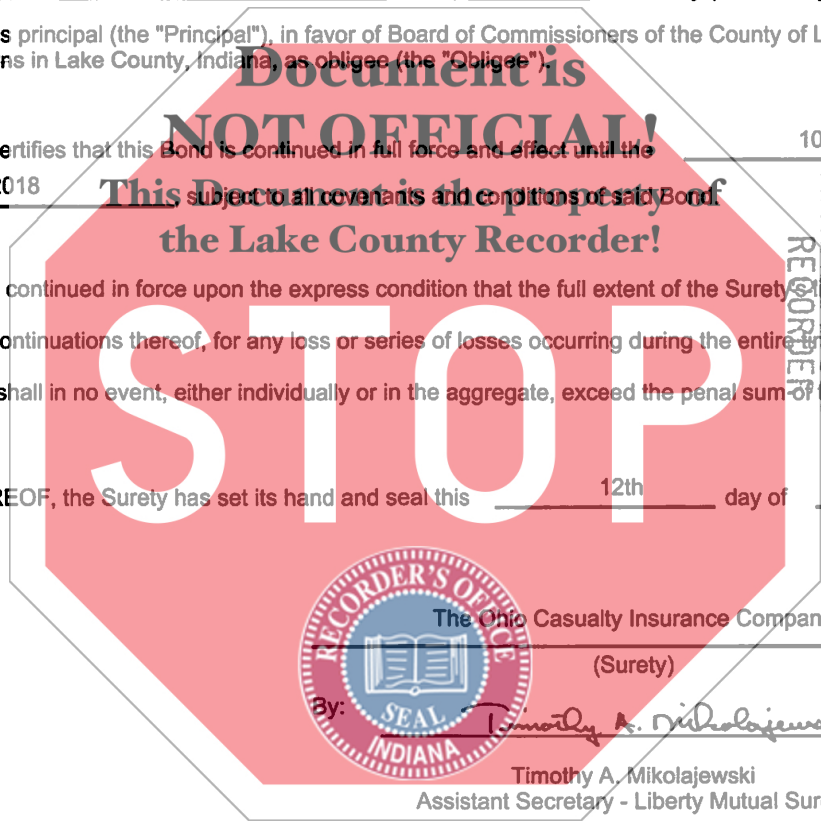 s principal (the "Principal"), in favor of Board of Commissioners of the County of L
ns in Lake County, Indiana, as obligee (the "Obligee").
Document is
NOT OFFICIAL!
This Document is the property of
the Lake County Recorder!
ertifies that this Bond is continued in full force and effect until the 10
2018 , subject to all covenants and conditions of said Bond.
RECORDER
continued in force upon the express condition that the full extent of the Surety's
ontinuations thereof, for any loss or series of losses occurring during the entire
shall in no event, either individually or in the aggregate, exceed the penal sum of t
STOP
REOF, the Surety has set its hand and seal this 12th day of
The Ohio Casualty Insurance Compan
(Surety)
RECORDER'S OFFICE
SEAL
INDIANA
By: Timothy A. Mikolajews
Timothy A. Mikolajewski
Assistant Secretary - Liberty Mutual Sur